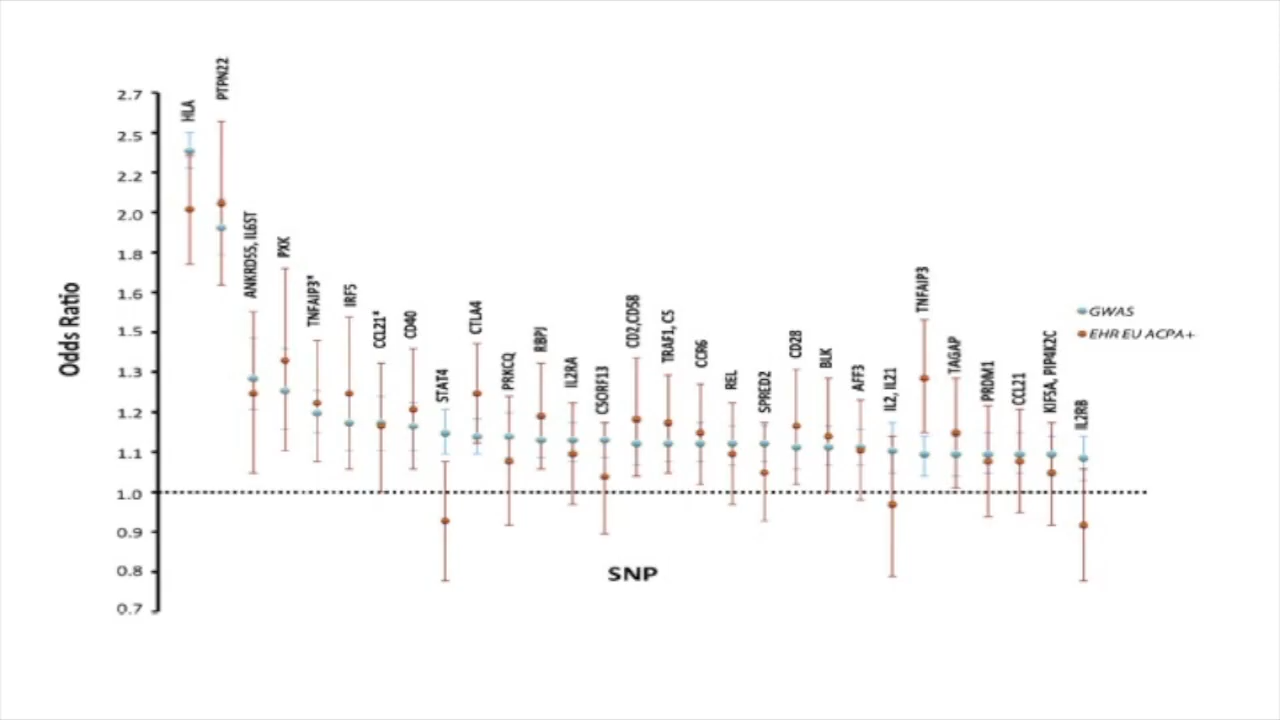 2.7
2.5
2.2
2.0
1.8
1.6
1.5
1.3
1.2
1.1
1.0
0.9
0.8
0.7
Odds Ratio
HLA
PTPN22
ANKRD55, IL6ST
PXK
TNFAIP3*
IRF5
CCL21*
CD40
STAT4
CTLA4
PRKCQ
RBPJ
IL2RA
C5ORF13
CD2,CD58
TRAF1, C5
CCR6
REL
SPRED2
CD28
BLK
AFF3
IL2, IL21
TNFAIP3
TAGAP
PRDM1
CCL21
KIF5A, PIP4K2C
IL2RB
GWAS
EHR EU ACPA+
SNP